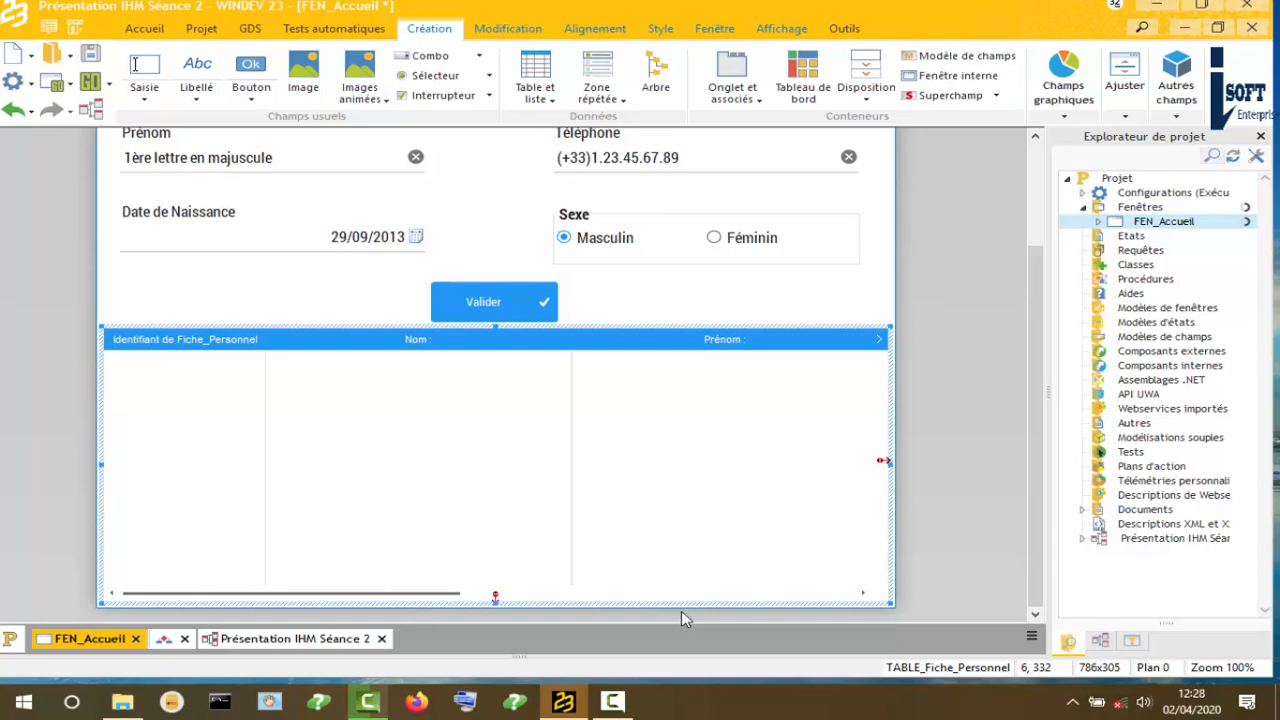 Présentation IHM Séance 2 - WINDEV 23 - [FEN_Accueil *]
32
Accueil Projet GDS Tests automatiques Création Modification Alignement Style Fenêtre Affichage Outils
Saisie
Abc
Libellé
Ok
Bouton
Image
Images animées
Combo
Sélecteur
Interrupteur
Champs usuels
Table et liste
Zone répétée
Arbre
Données
Onglet et associés
Tableau de bord
Disposition
Modèle de champs
Fenêtre interne
Superchamp
Conteneurs
Champs graphiques
Ajuster
Autres champs
SOFT
Enterpris
Prénom
1ère lettre en majuscule
Téléphone
(+33)1.23.45.67.89
Date de Naissance
29/09/2013
Sexe
Masculin Féminin
Valider
Identifiant de Fiche_Personnel Nom : Prénom :
Explorateur de projet
Projet
Configurations (Exécu
Fenêtres
FEN_Accueil
Etats
Requêtes
Classes
Procédures
Aides
Modèles de fenêtres
Modèles d'états
Modèles de champs
Composants externes
Composants internes
Assemblages .NET
API UWA
Webservices importés
Autres
Modélisations souples
Tests
Plans d'action
Télémétries personnali
Descriptions de Webse
Documents
Descriptions XML et X
Présentation IHM Séan
FEN_Accueil Présentation IHM Séance 2
TABLE_Fiche_Personnel 6, 332 786x305 Plan 0 Zoom 100%
12:28
02/04/2020